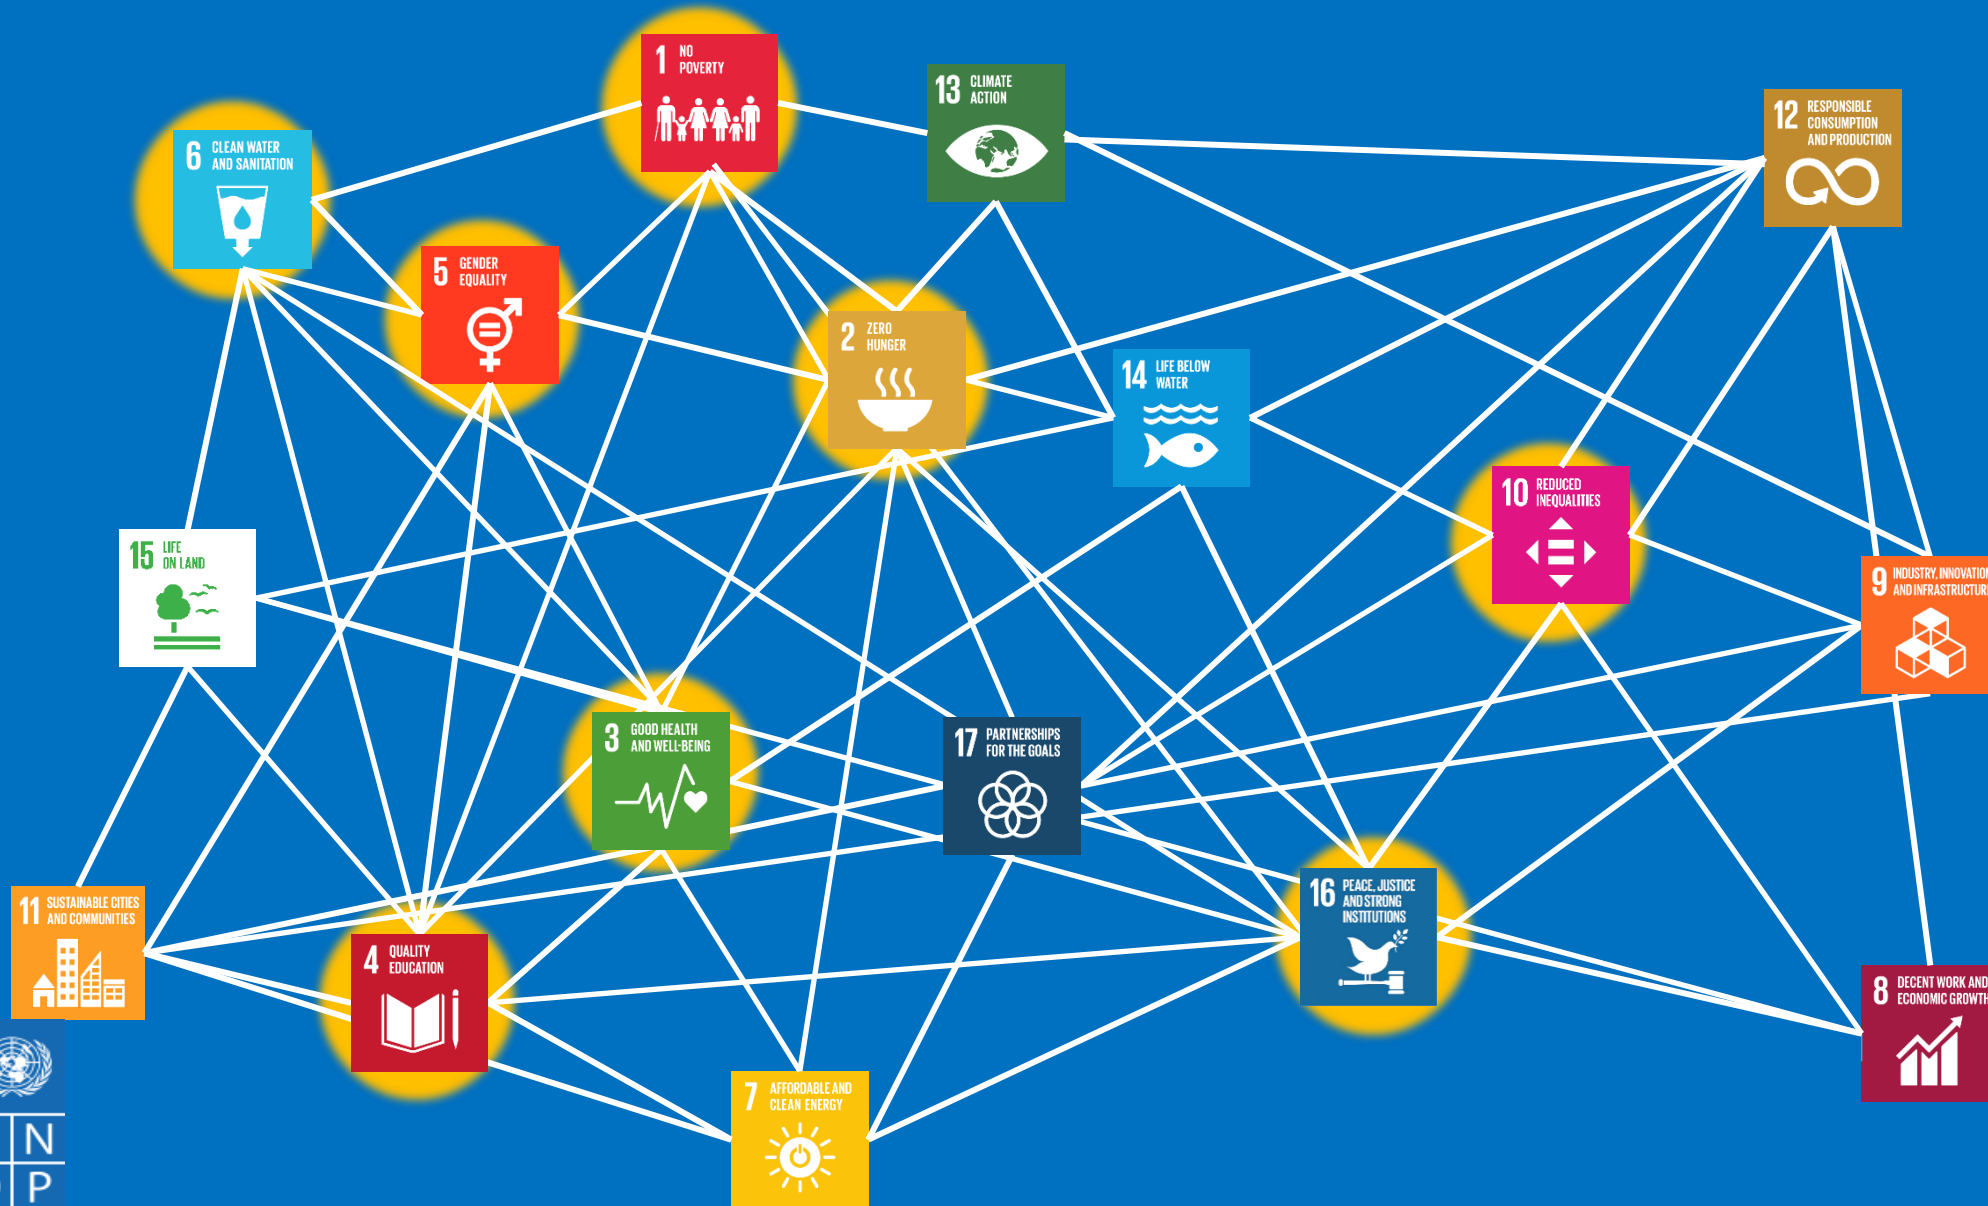 1 NO
POVERTY
13 CLIMATE
ACTION
12 RESPONSIBLE
CONSUMPTION
AND PRODUCTION
6 CLEAN WATER
AND SANITATION
5 GENDER
EQUALITY
2 ZERO
HUNGER
14 LIFE BELOW
WATER
10 REDUCED
INEQUALITIES
15 LIFE
ON LAND
9 INDUSTRY, INNOVATION
AND INFRASTRUCTURE
3 GOOD HEALTH
AND WELL-BEING
17 PARTNERSHIPS
FOR THE GOALS
16 PEACE, JUSTICE
AND STRONG
INSTITUTIONS
11 SUSTAINABLE CITIES
AND COMMUNITIES
4 QUALITY
EDUCATION
8 DECENT WORK AND
ECONOMIC GROWTH
7 AFFORDABLE AND
CLEAN ENERGY
N
P